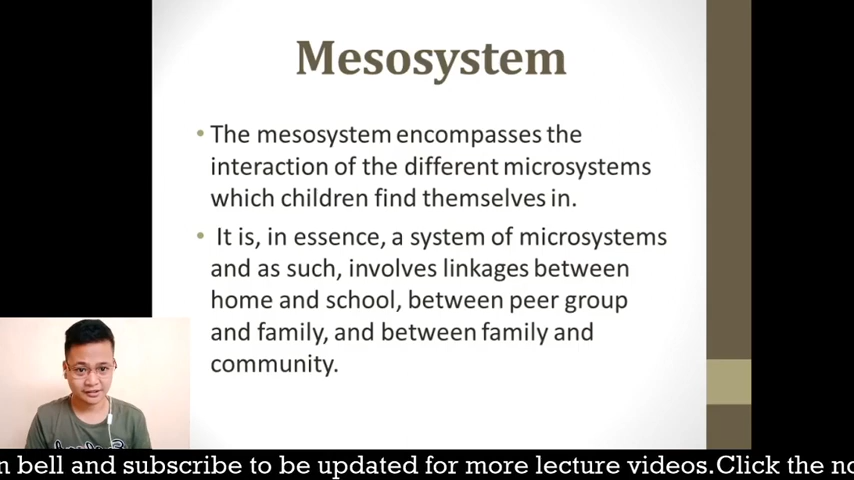 Mesosystem
• The mesosystem encompasses the
interaction of the different microsystems
which children find themselves in.
• It is, in essence, a system of microsystems
and as such, involves linkages between
home and school, between peer group
and family, and between family and
community.
bell and subscribe to be updated for more lecture videos.Click the